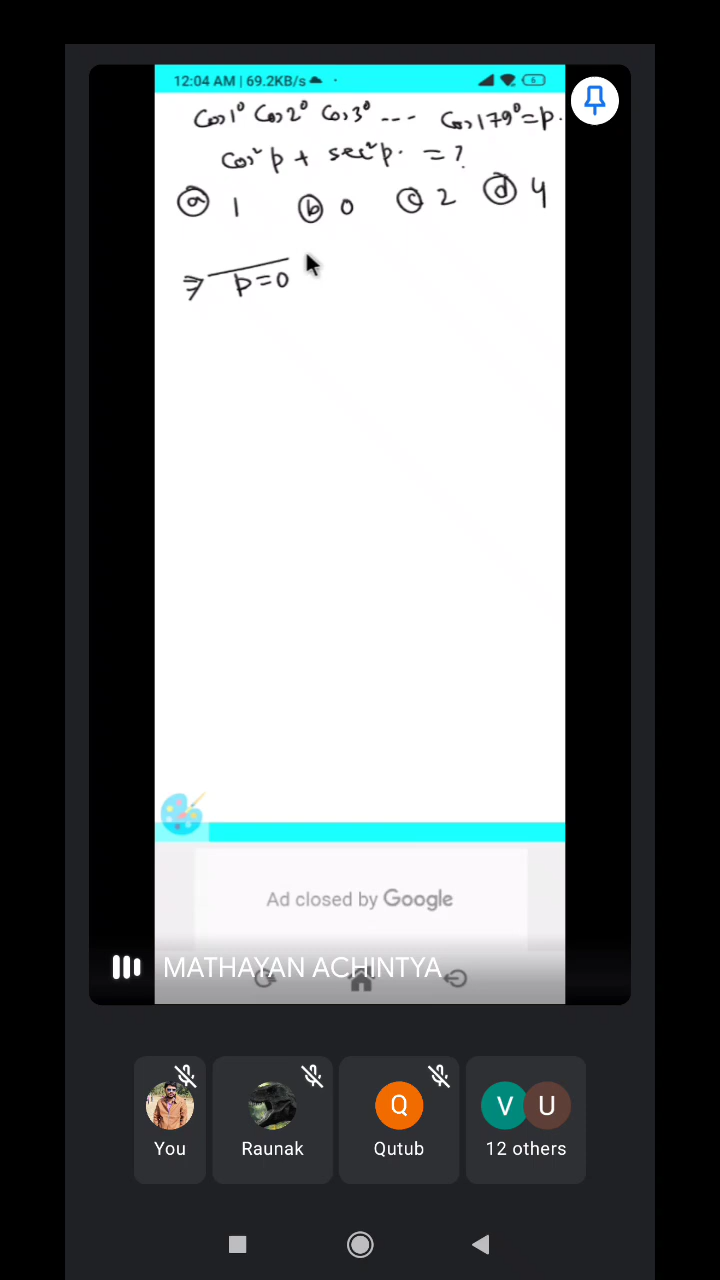 12:04 AM | 69.2KB/s
6
Cos1° Cos2° Cos3° --- Cos179°=p.
Cos²p + sec²p. = ?
ⓐ 1 ⓑ 0 ⓒ 2 ⓓ 4
⇒ p=0
Ad closed by Google
MATHAYAN ACHINTYA
Q V U
You Raunak Qutub 12 others